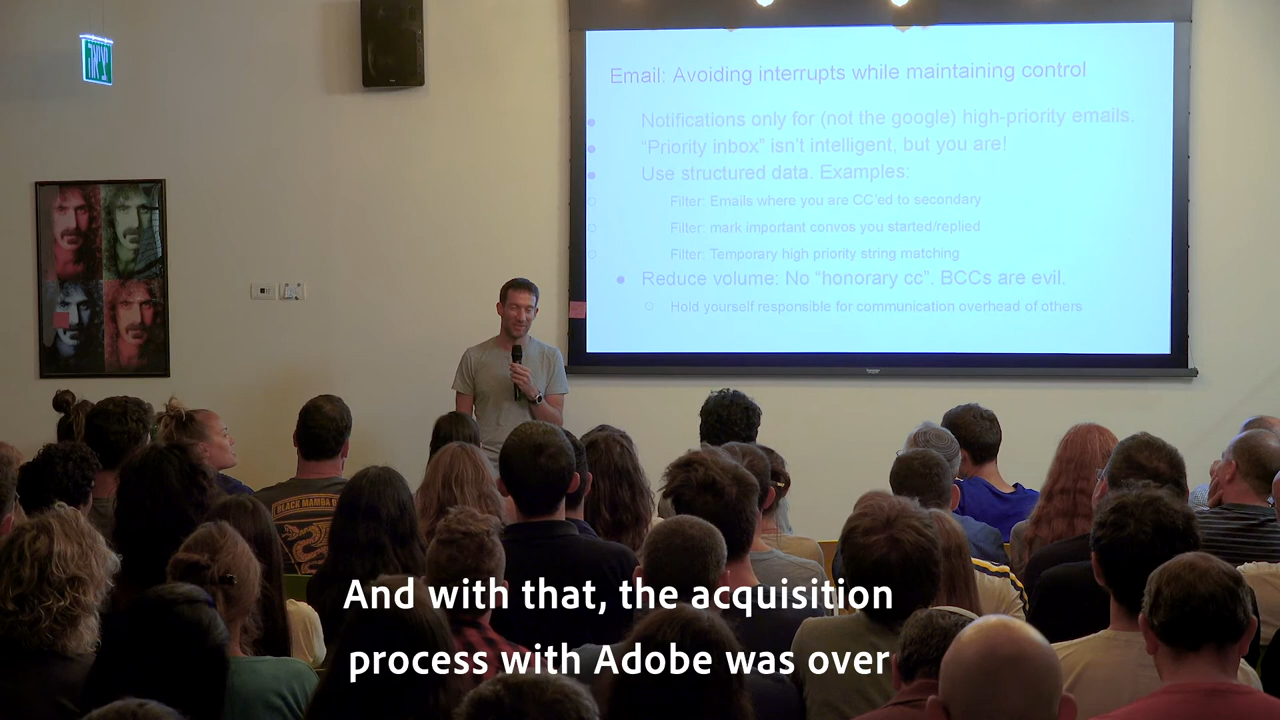 יציאה
Email: Avoiding interrupts while maintaining control
Notifications only for (not the google) high-priority emails.
“Priority inbox” isn’t intelligent, but you are!
Use structured data. Examples:
Filter: Emails where you are CC’ed to secondary
Filter: mark important convos you started/replied
Filter: Temporary high priority string matching
Reduce volume: No “honorary cc”. BCCs are evil.
Hold yourself responsible for communication overhead of others
BLACK MAMBA
And with that, the acquisition
process with Adobe was over